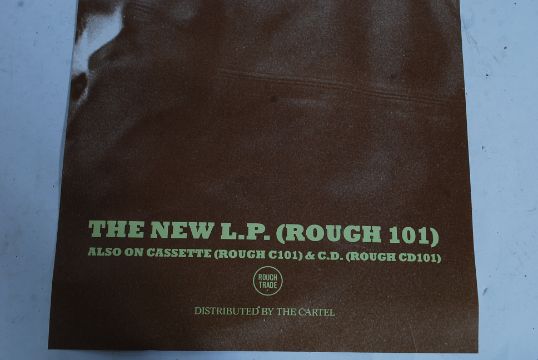 THE NEW L.P. (ROUGH 101)
ALSO ON CASSETTE (ROUGH C101) & C.D. (ROUGH CD101)
ROUGH
TRADE
DISTRIBUTED BY THE CARTEL